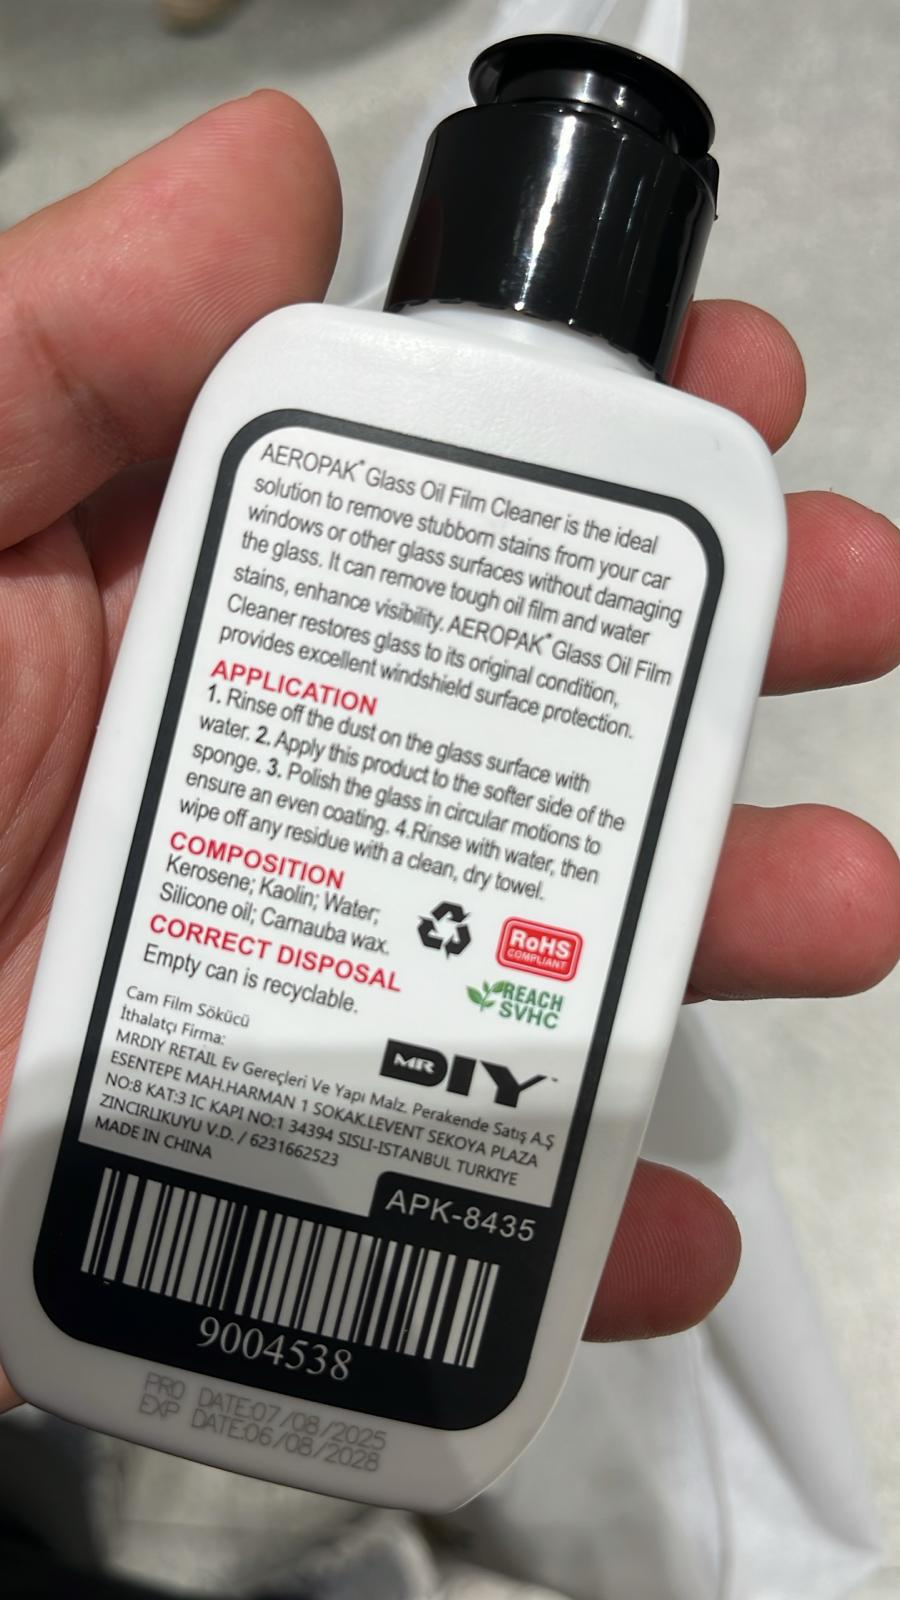 AEROPAK® Glass Oil Film Cleaner is the ideal
solution to remove stubborn stains from your car
windows or other glass surfaces without damaging
the glass. It can remove tough oil film and water
stains, enhance visibility. AEROPAK® Glass Oil Film
Cleaner restores glass to its original condition,
provides excellent windshield surface protection.
APPLICATION
1. Rinse off the dust on the glass surface with
water. 2. Apply this product to the softer side of the
sponge. 3. Polish the glass in circular motions to
ensure an even coating. 4.Rinse with water, then
wipe off any residue with a clean, dry towel.
COMPOSITION
Kerosene; Kaolin; Water;
Silicone oil; Carnauba wax.
CORRECT DISPOSAL
Empty can is recyclable.
RoHS
COMPLIANT
REACH
SVHC
MR DIY
Cam Film Sökücü
İthalatçı Firma:
MRDIY RETAİL Ev Gereçleri Ve Yapı Malz. Perakende Satış A.Ş
ESENTEPE MAH.HARMAN 1 SOKAK.LEVENT SEKOYA PLAZA
NO:8 KAT:3 IC KAPI NO:1 34394 SISLI-ISTANBUL TURKIYE
ZINCIRLIKUYU V.D. / 6231662523
MADE IN CHINA
APK-8435
9004538
PRO DATE:07/08/2025
EXP DATE:06/08/2028